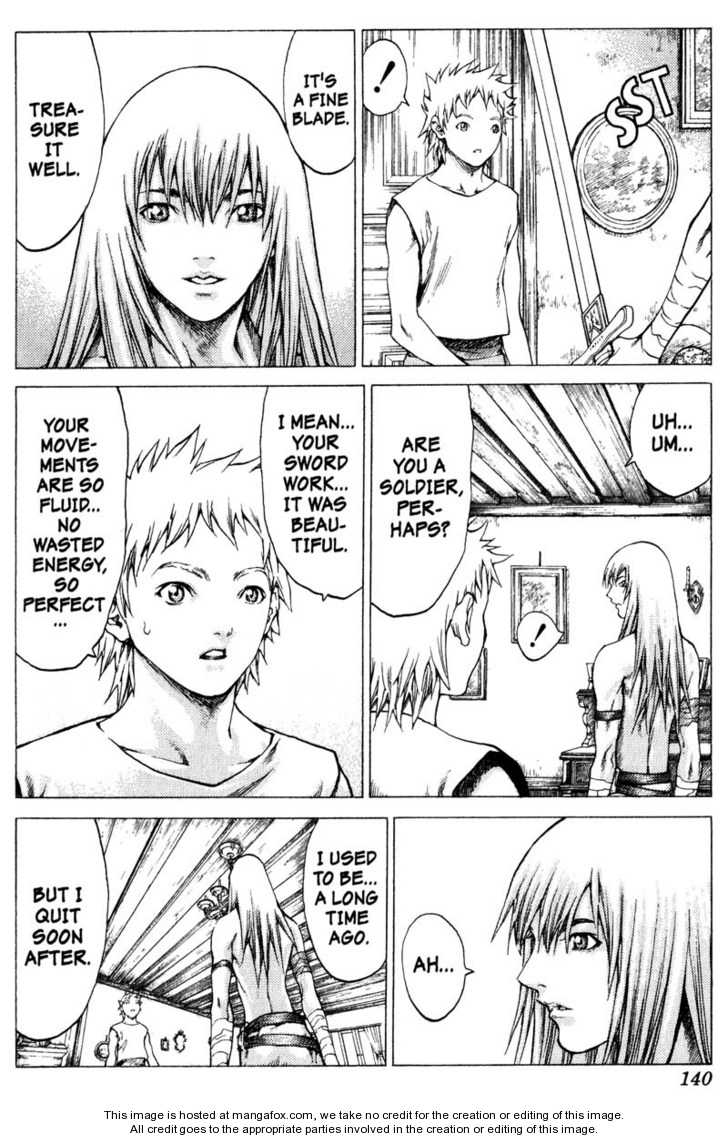 !
SST
IT'S
A FINE
BLADE.
TREA-
SURE
IT
WELL.
UH...
UM...
ARE
YOU A
SOLDIER,
PER-
HAPS?
!
I MEAN...
YOUR
SWORD
WORK...
IT WAS
BEAU-
TIFUL.
YOUR
MOVE-
MENTS
ARE SO
FLUID...
NO
WASTED
ENERGY,
SO
PERFECT
...
AH...
I USED
TO BE...
A LONG
TIME
AGO.
BUT I
QUIT
SOON
AFTER.
140
This image is hosted at mangafox.com, we take no credit for the creation or editing of this image.
All credit goes to the appropriate parties involved in the creation or editing of this image.